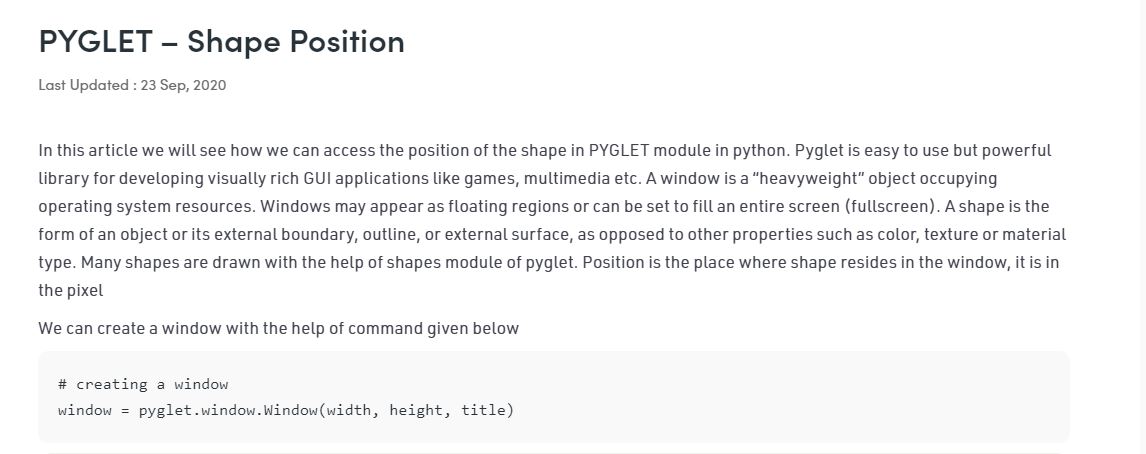 PYGLET – Shape Position
Last Updated : 23 Sep, 2020
In this article we will see how we can access the position of the shape in PYGLET module in python. Pyglet is easy to use but powerful
library for developing visually rich GUI applications like games, multimedia etc. A window is a “heavyweight” object occupying
operating system resources. Windows may appear as floating regions or can be set to fill an entire screen (fullscreen). A shape is the
form of an object or its external boundary, outline, or external surface, as opposed to other properties such as color, texture or material
type. Many shapes are drawn with the help of shapes module of pyglet. Position is the place where shape resides in the window, it is in
the pixel
We can create a window with the help of command given below
# creating a window
window = pyglet.window.Window(width, height, title)